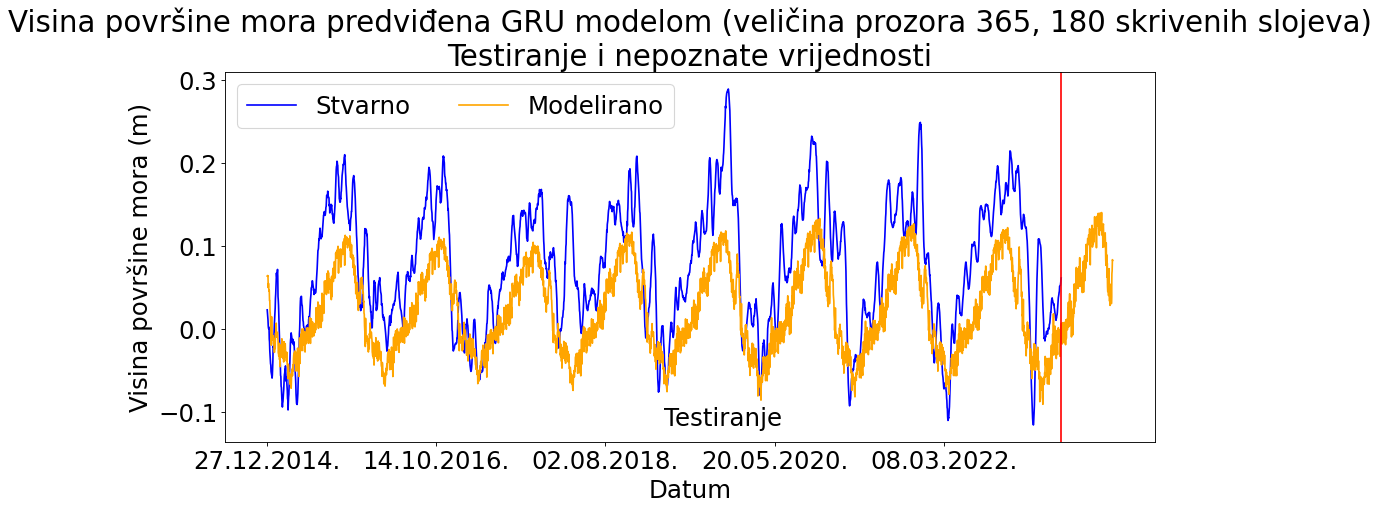 Visina površine mora predviđena GRU modelom (veličina prozora 365, 180 skrivenih slojeva)
Testiranje i nepoznate vrijednosti
Stvarno Modelirano
Visina površine mora (m)
0.3
0.2
0.1
0.0
−0.1
Testiranje
27.12.2014. 14.10.2016. 02.08.2018. 20.05.2020. 08.03.2022.
Datum